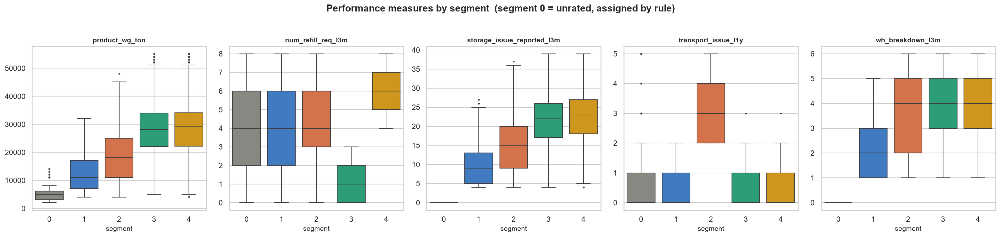 Performance measures by segment  (segment 0 = unrated, assigned by rule)
product_wg_ton
50000
40000
30000
20000
10000
0
0 1 2 3 4
segment
num_refill_req_l3m
8
7
6
5
4
3
2
1
0
0 1 2 3 4
segment
storage_issue_reported_l3m
40
35
30
25
20
15
10
5
0
0 1 2 3 4
segment
transport_issue_l1y
5
4
3
2
1
0
0 1 2 3 4
segment
wh_breakdown_l3m
6
5
4
3
2
1
0
0 1 2 3 4
segment